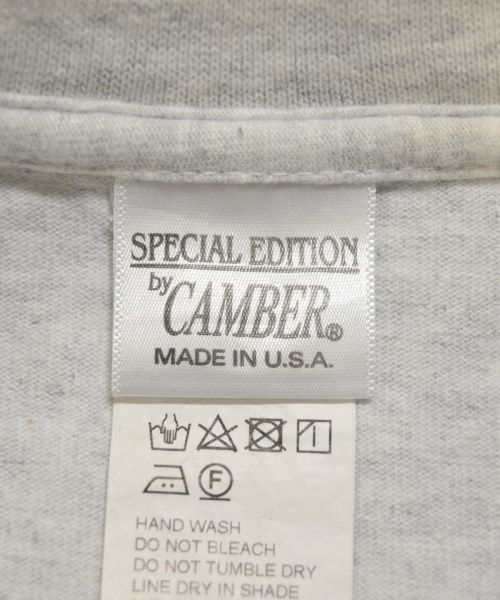 SPECIAL EDITION
by CAMBER®
MADE IN U.S.A.
F
HAND WASH
DO NOT BLEACH
DO NOT TUMBLE DRY
LINE DRY IN SHADE